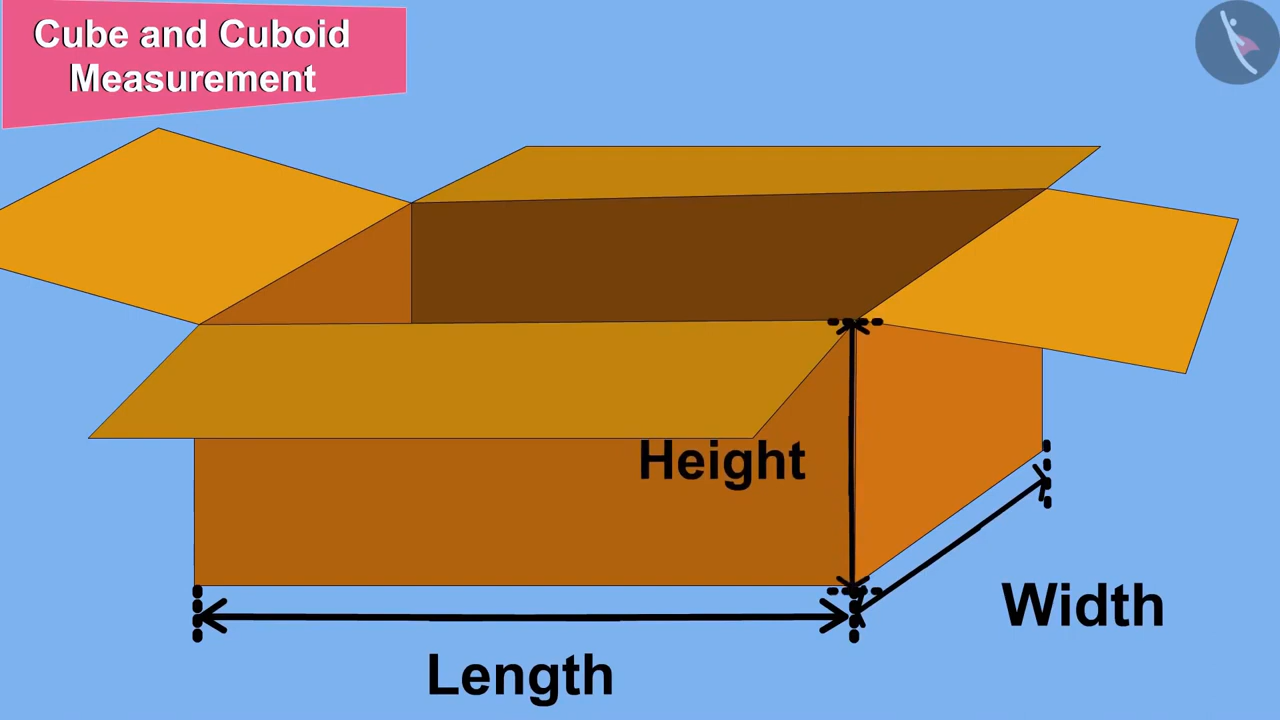 Cube and Cuboid
Measurement
Height
Width
Length